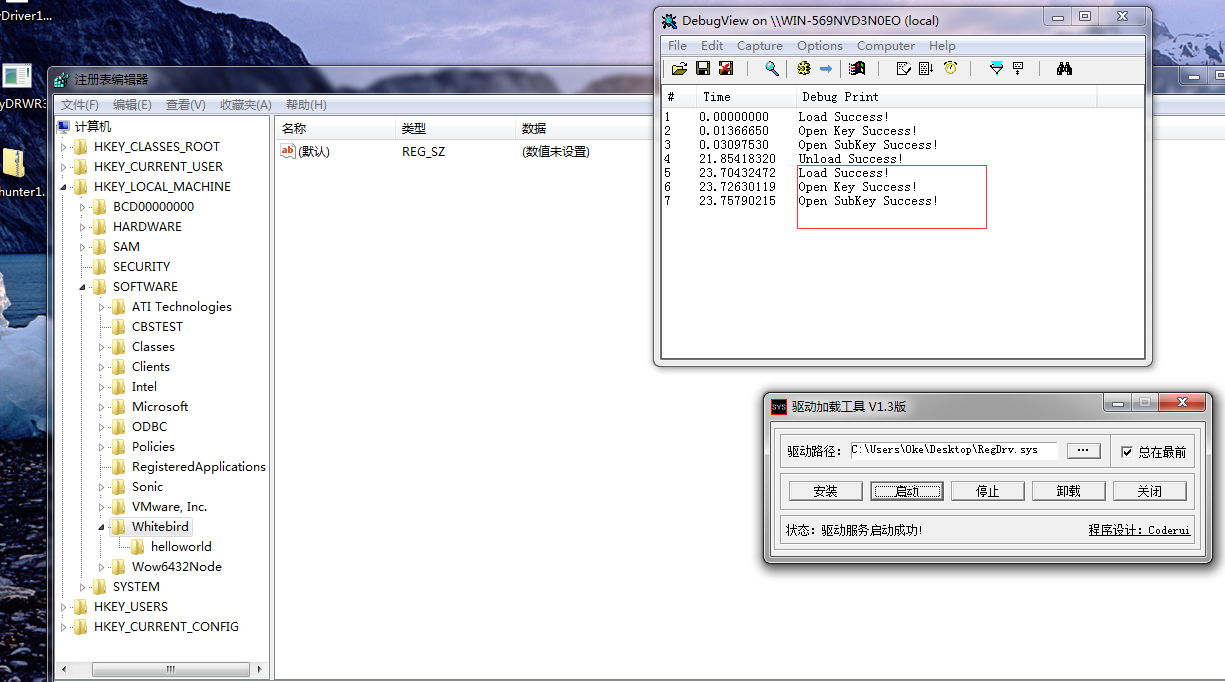 yDriver1...
yDRWR3
hunter1.
注册表编辑器
文件(F) 编辑(E) 查看(V) 收藏夹(A) 帮助(H)
计算机
HKEY_CLASSES_ROOT
HKEY_CURRENT_USER
HKEY_LOCAL_MACHINE
BCD00000000
HARDWARE
SAM
SECURITY
SOFTWARE
ATI Technologies
CBSTEST
Classes
Clients
Intel
Microsoft
ODBC
Policies
RegisteredApplications
Sonic
VMware, Inc.
Whitebird
helloworld
Wow6432Node
SYSTEM
HKEY_USERS
HKEY_CURRENT_CONFIG
名称 类型 数据
ab (默认) REG_SZ (数值未设置)
DebugView on \\WIN-569NVD3N0EO (local)
File Edit Capture Options Computer Help
# Time Debug Print
1 0.00000000 Load Success!
2 0.01366650 Open Key Success!
3 0.03097530 Open SubKey Success!
4 21.85418320 Unload Success!
5 23.70432472 Load Success!
6 23.72630119 Open Key Success!
7 23.75790215 Open SubKey Success!
SYS 驱动加载工具 V1.3版
驱动路径: C:\Users\Oke\Desktop\RegDrv.sys ... 总在最前
安装 启动 停止 卸载 关闭
状态: 驱动服务启动成功! 程序设计: Coderui